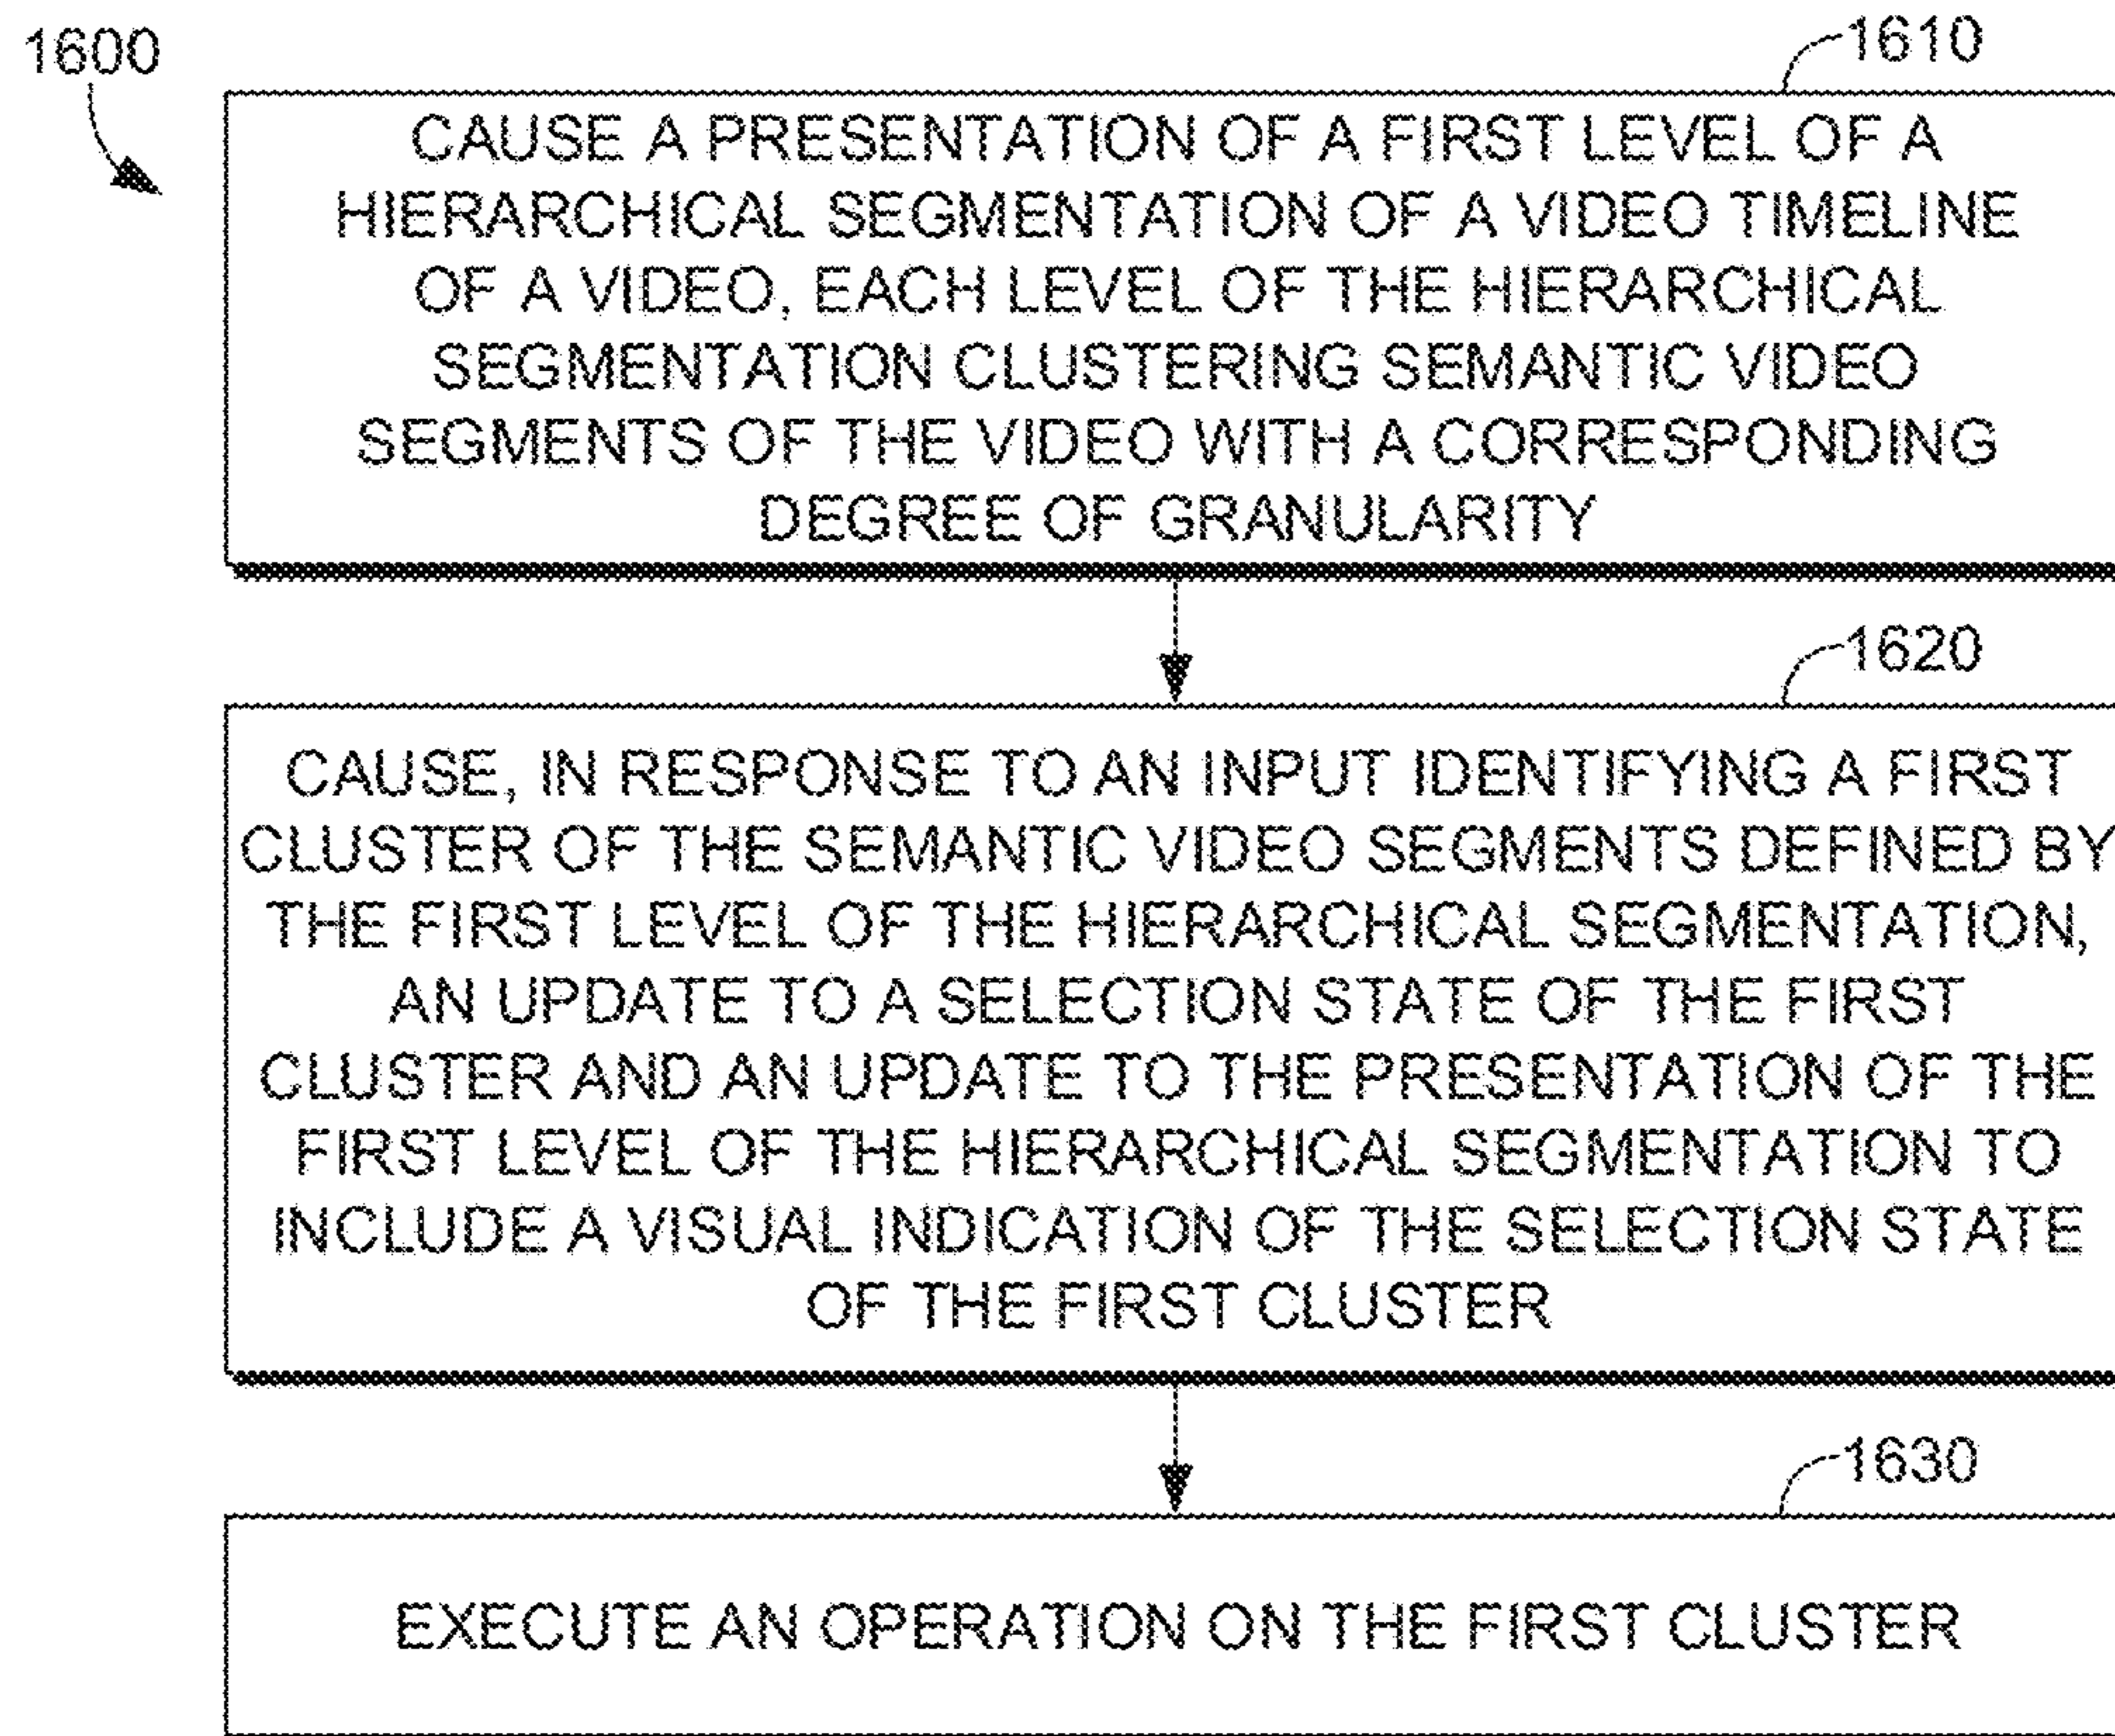 1600
1610
CAUSE A PRESENTATION OF A FIRST LEVEL OF A
HIERARCHICAL SEGMENTATION OF A VIDEO TIMELINE
OF A VIDEO, EACH LEVEL OF THE HIERARCHICAL
SEGMENTATION CLUSTERING SEMANTIC VIDEO
SEGMENTS OF THE VIDEO WITH A CORRESPONDING
DEGREE OF GRANULARITY
1620
CAUSE, IN RESPONSE TO AN INPUT IDENTIFYING A FIRST
CLUSTER OF THE SEMANTIC VIDEO SEGMENTS DEFINED BY
THE FIRST LEVEL OF THE HIERARCHICAL SEGMENTATION,
AN UPDATE TO A SELECTION STATE OF THE FIRST
CLUSTER AND AN UPDATE TO THE PRESENTATION OF THE
FIRST LEVEL OF THE HIERARCHICAL SEGMENTATION TO
INCLUDE A VISUAL INDICATION OF THE SELECTION STATE
OF THE FIRST CLUSTER
1630
EXECUTE AN OPERATION ON THE FIRST CLUSTER